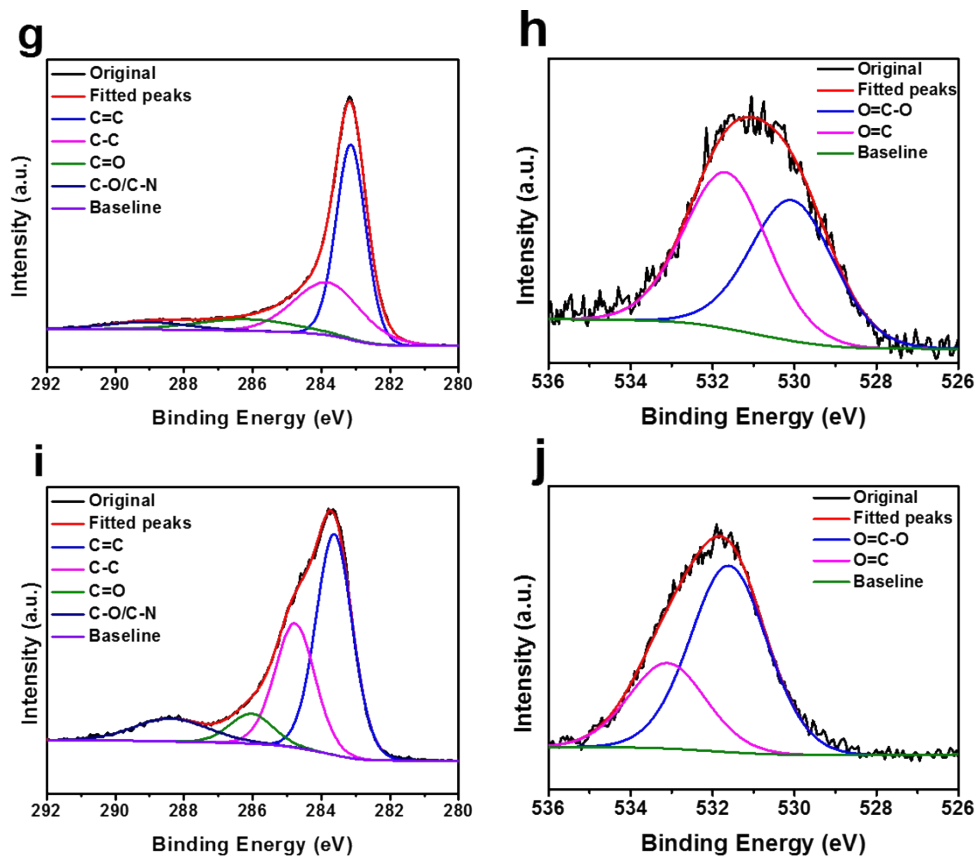 g
Original
Fitted peaks
C=C
C-C
C=O
C-O/C-N
Baseline
Intensity (a.u.)
292 290 288 286 284 282 280
Binding Energy (eV)
h
Original
Fitted peaks
O=C-O
O=C
Baseline
Intensity (a.u.)
536 534 532 530 528 526
Binding Energy (eV)
i
Original
Fitted peaks
C=C
C-C
C=O
C-O/C-N
Baseline
Intensity (a.u.)
292 290 288 286 284 282 280
Binding Energy (eV)
j
Original
Fitted peaks
O=C-O
O=C
Baseline
Intensity (a.u.)
536 534 532 530 528 526
Binding Energy (eV)